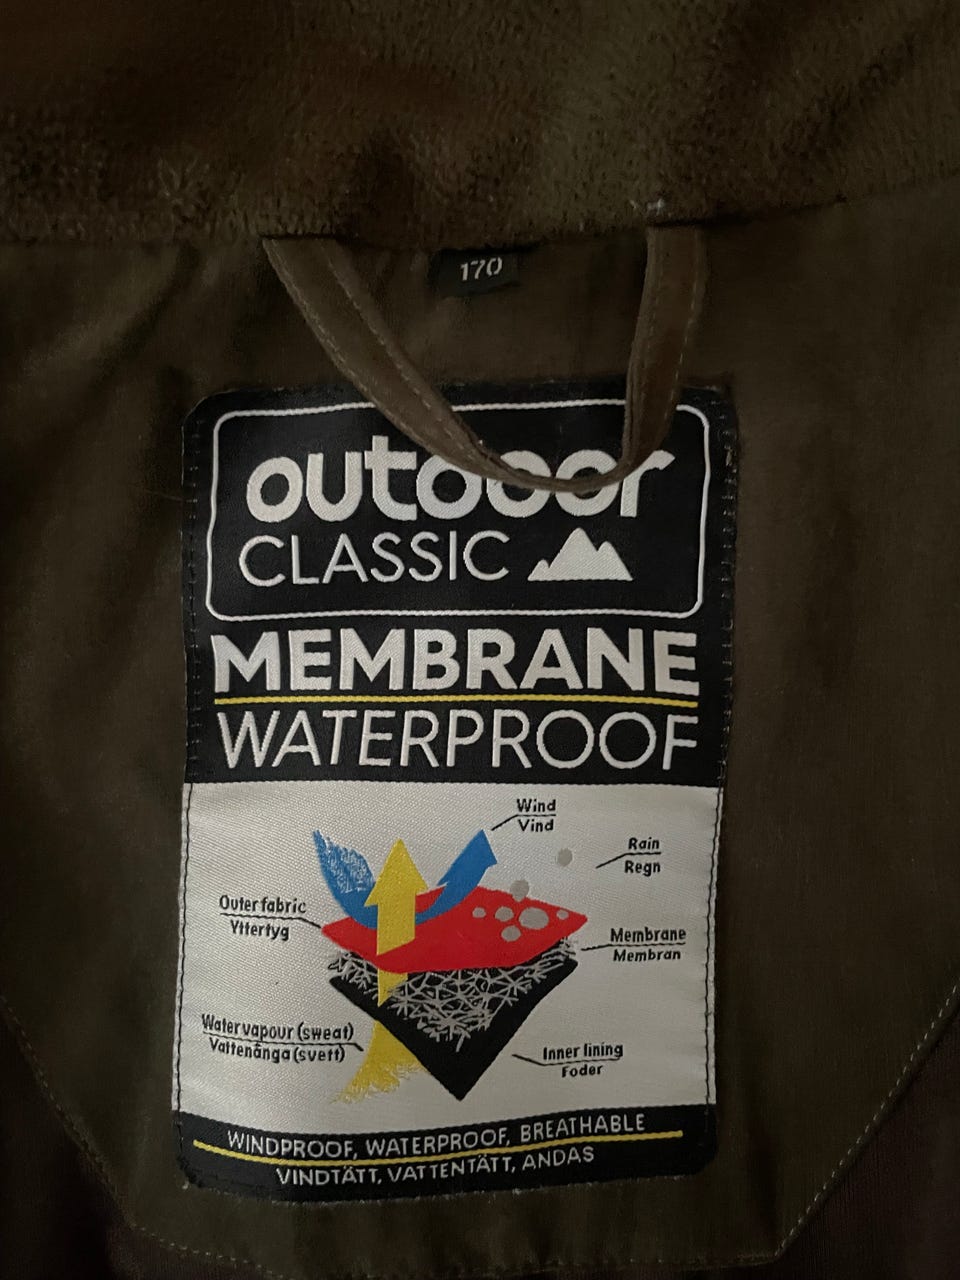 170
outdoor
CLASSIC
MEMBRANE
WATERPROOF
Wind
Vind
Rain
Regn
Outer fabric
Yttertyg
Membrane
Membran
Water vapour (sweat)
Vattenånga (svett)
Inner lining
Foder
WINDPROOF, WATERPROOF, BREATHABLE
VINDTÄTT, VATTENTÄTT, ANDAS